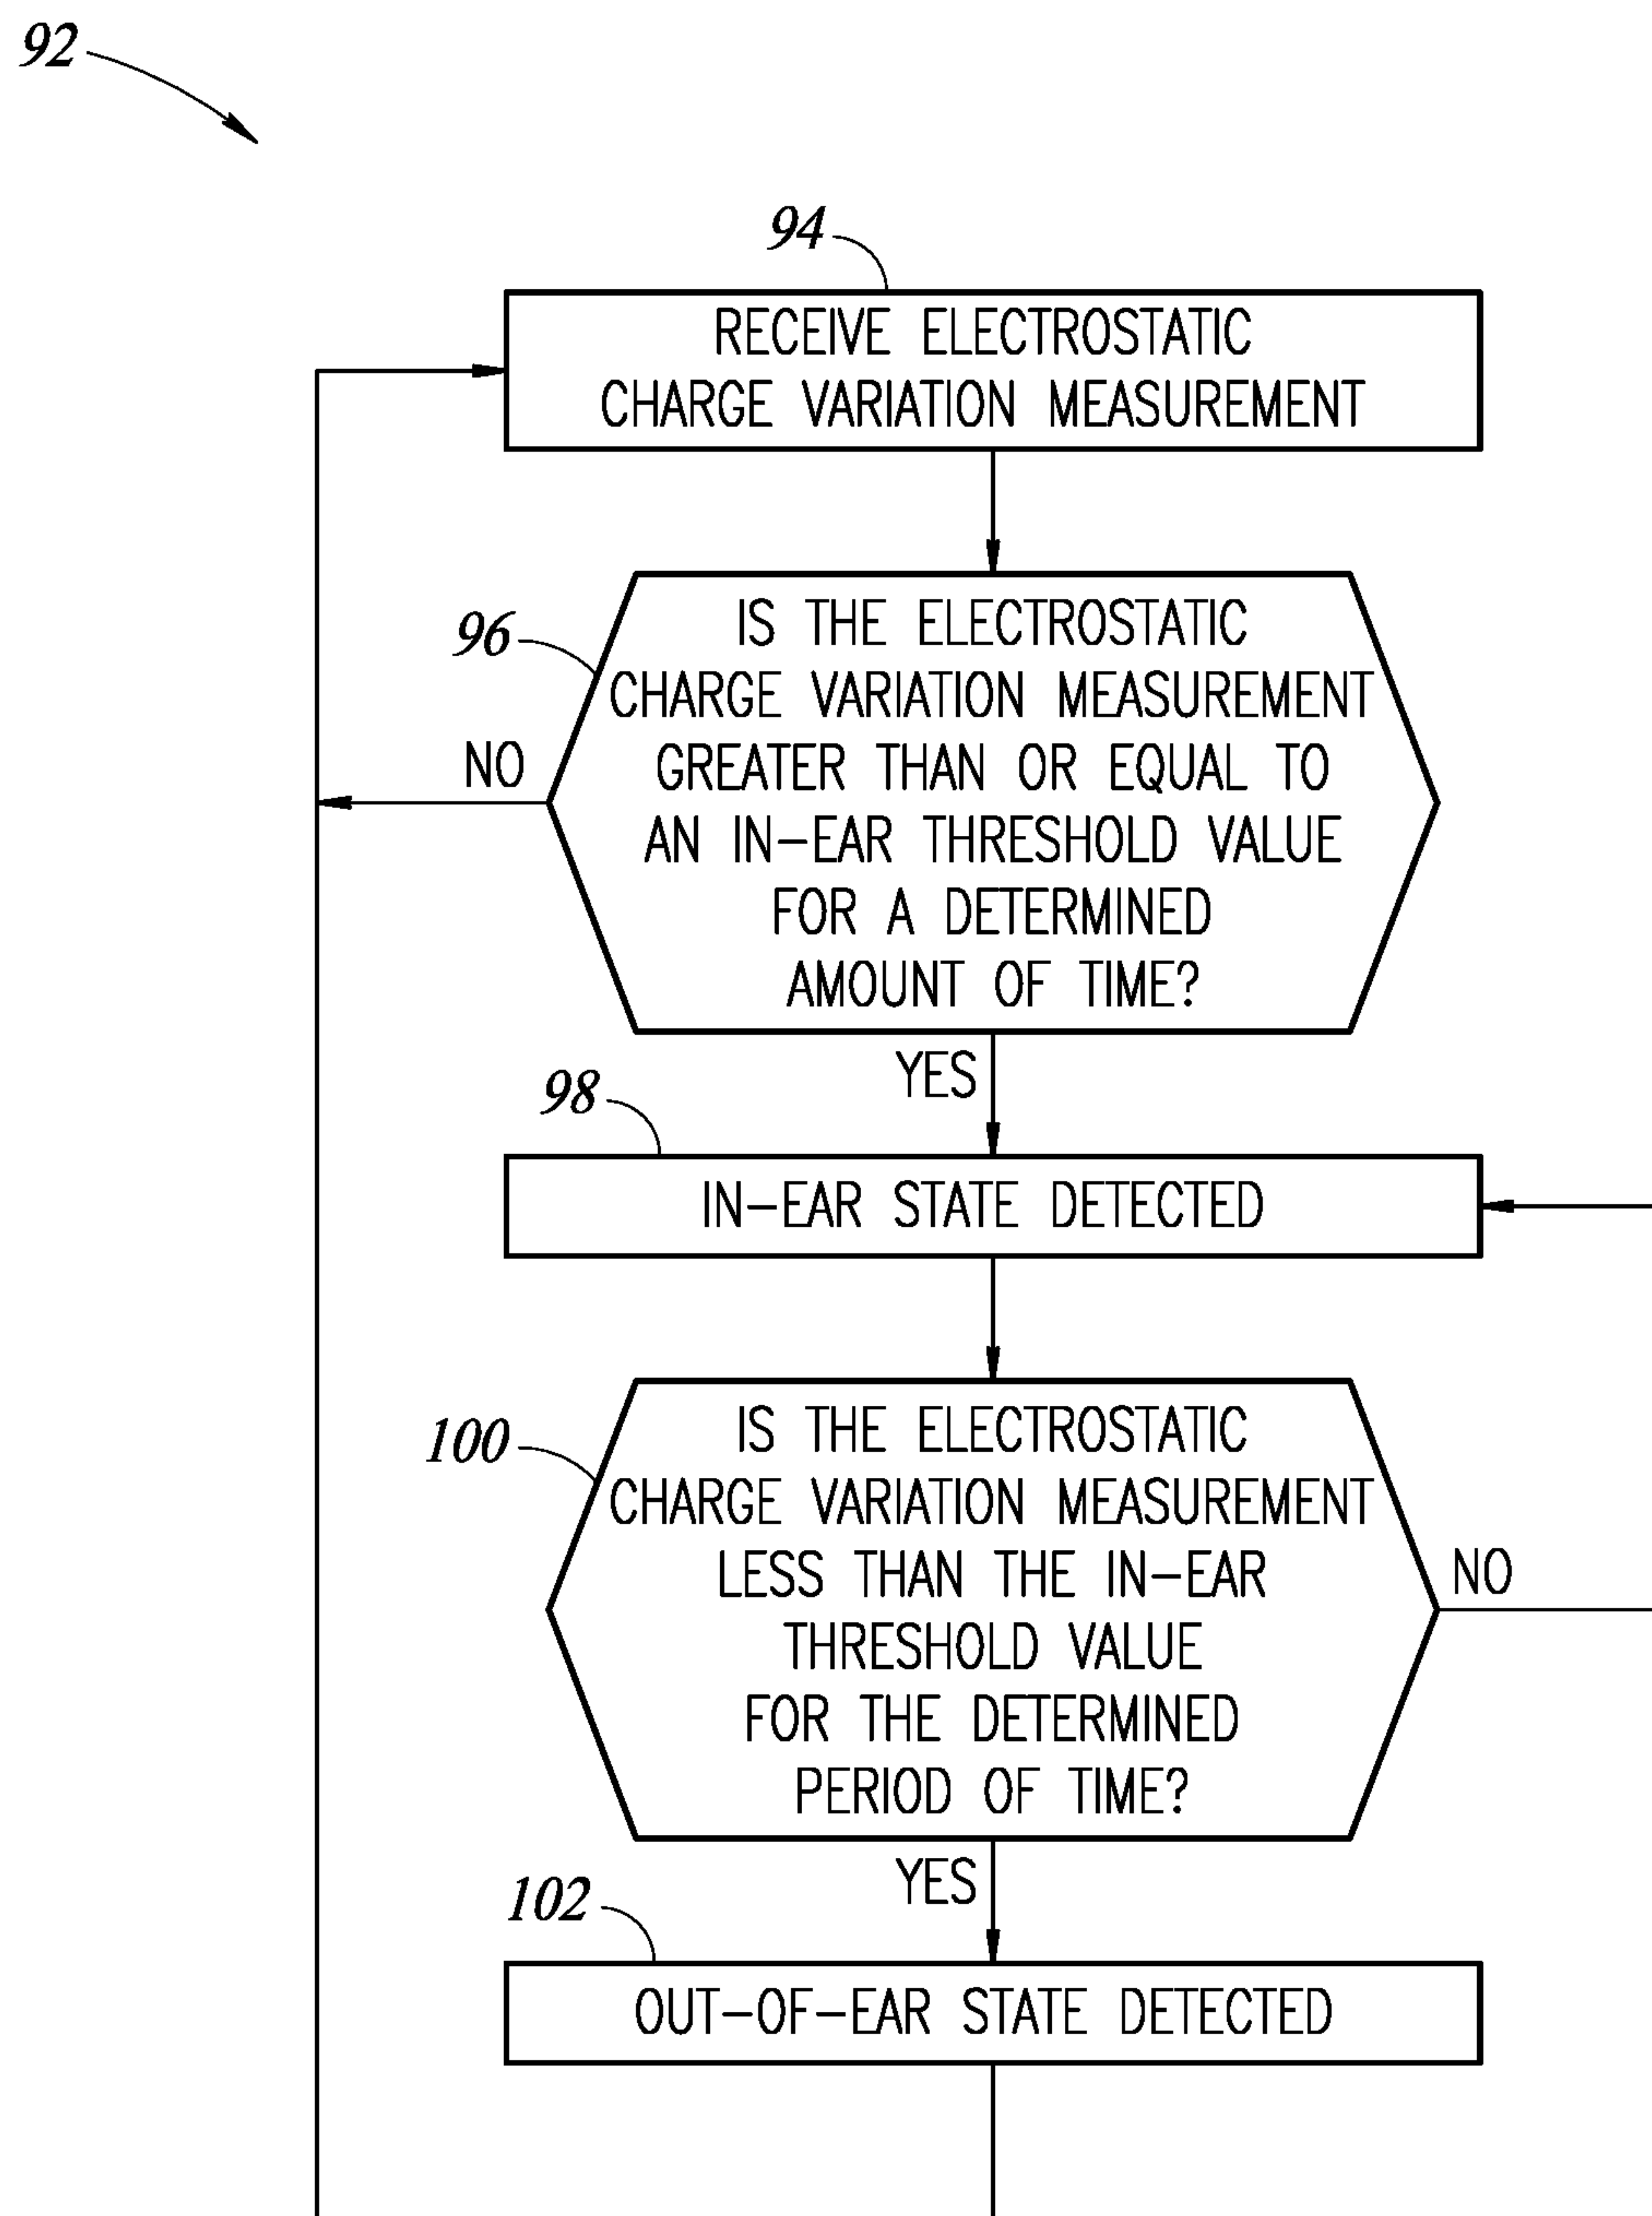 92
94
RECEIVE ELECTROSTATIC
CHARGE VARIATION MEASUREMENT
96
IS THE ELECTROSTATIC
CHARGE VARIATION MEASUREMENT
GREATER THAN OR EQUAL TO
AN IN-EAR THRESHOLD VALUE
FOR A DETERMINED
AMOUNT OF TIME?
NO
YES
98
IN-EAR STATE DETECTED
100
IS THE ELECTROSTATIC
CHARGE VARIATION MEASUREMENT
LESS THAN THE IN-EAR
THRESHOLD VALUE
FOR THE DETERMINED
PERIOD OF TIME?
NO
YES
102
OUT-OF-EAR STATE DETECTED